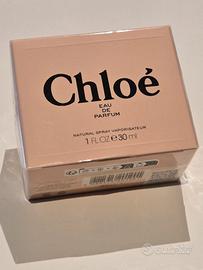 Chloé
EAU
DE
PARFUM
NATURAL SPRAY VAPORISATEUR
1 FL OZ e 30 ml